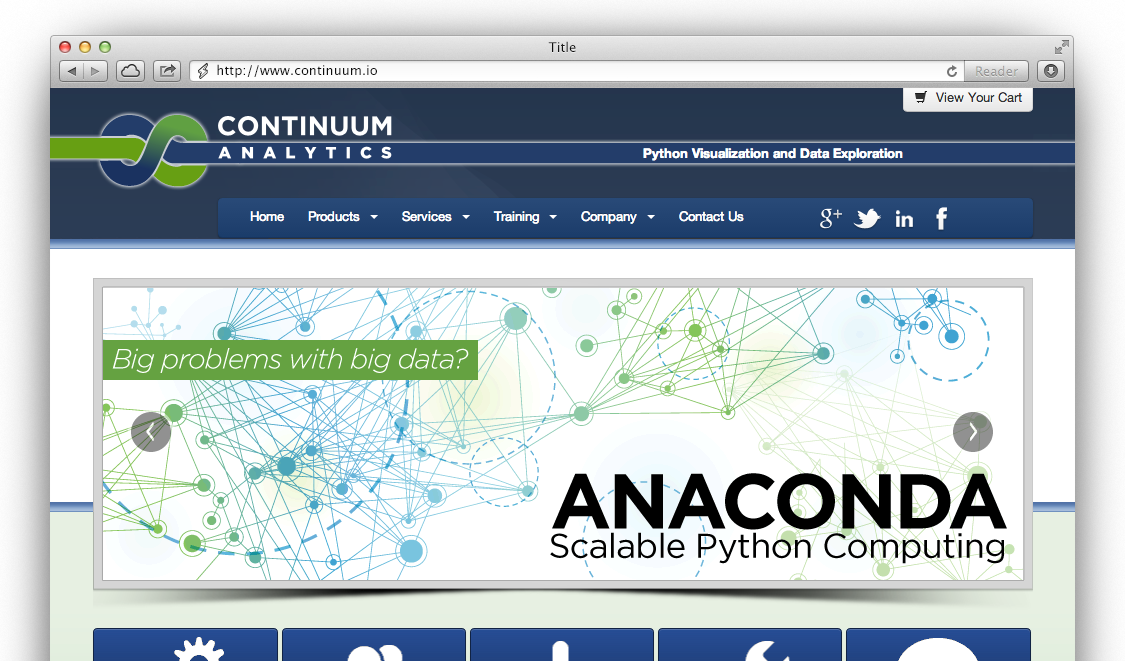 Title
http://www.continuum.io
Reader
View Your Cart
CONTINUUM
ANALYTICS
Python Visualization and Data Exploration
Home Products Services Training Company Contact Us
g+ in f
Big problems with big data?
ANACONDA
Scalable Python Computing